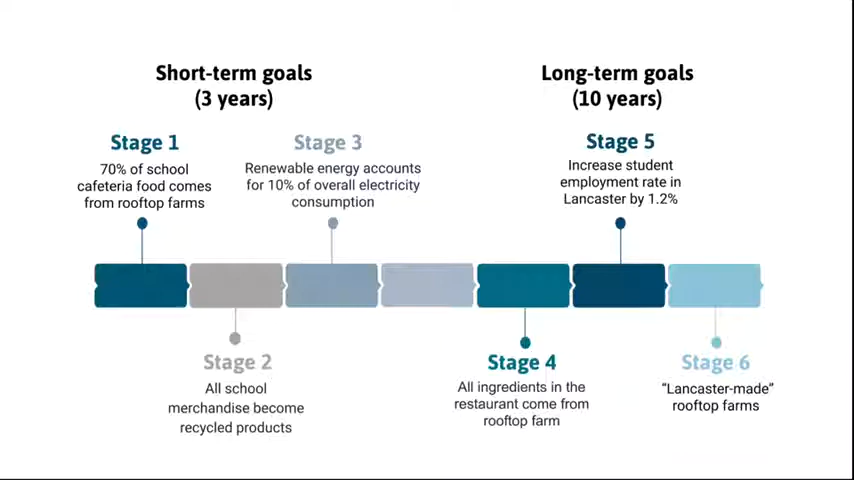 Short-term goals
(3 years)
Long-term goals
(10 years)
Stage 1
70% of school
cafeteria food comes
from rooftop farms
Stage 3
Renewable energy accounts
for 10% of overall electricity
consumption
Stage 5
Increase student
employment rate in
Lancaster by 1.2%
Stage 2
All school
merchandise become
recycled products
Stage 4
All ingredients in the
restaurant come from
rooftop farm
Stage 6
“Lancaster-made”
rooftop farms